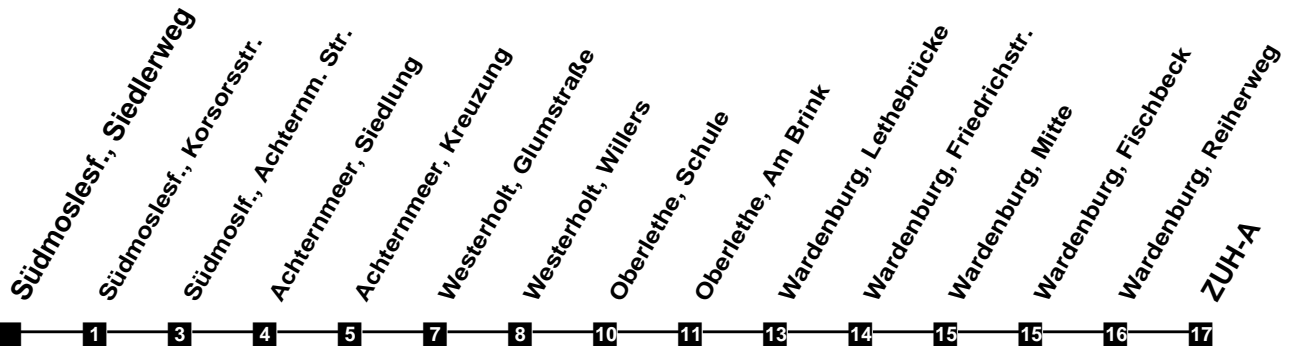 Südmoslesf., Siedlerweg
Südmoslesf., Korsorsstr.
Südmoslf., Achternm. Str.
Achternmeer, Siedlung
Achternmeer, Kreuzung
Westerholt, Glumstraße
Westerholt, Willers
Oberlethe, Schule
Oberlethe, Am Brink
Wardenburg, Lethebrücke
Wardenburg, Friedrichstr.
Wardenburg, Mitte
Wardenburg, Fischbeck
Wardenburg, Reiherweg
ZUH-A
1 3 4 5 7 8 10 11 13 14 15 15 16 17